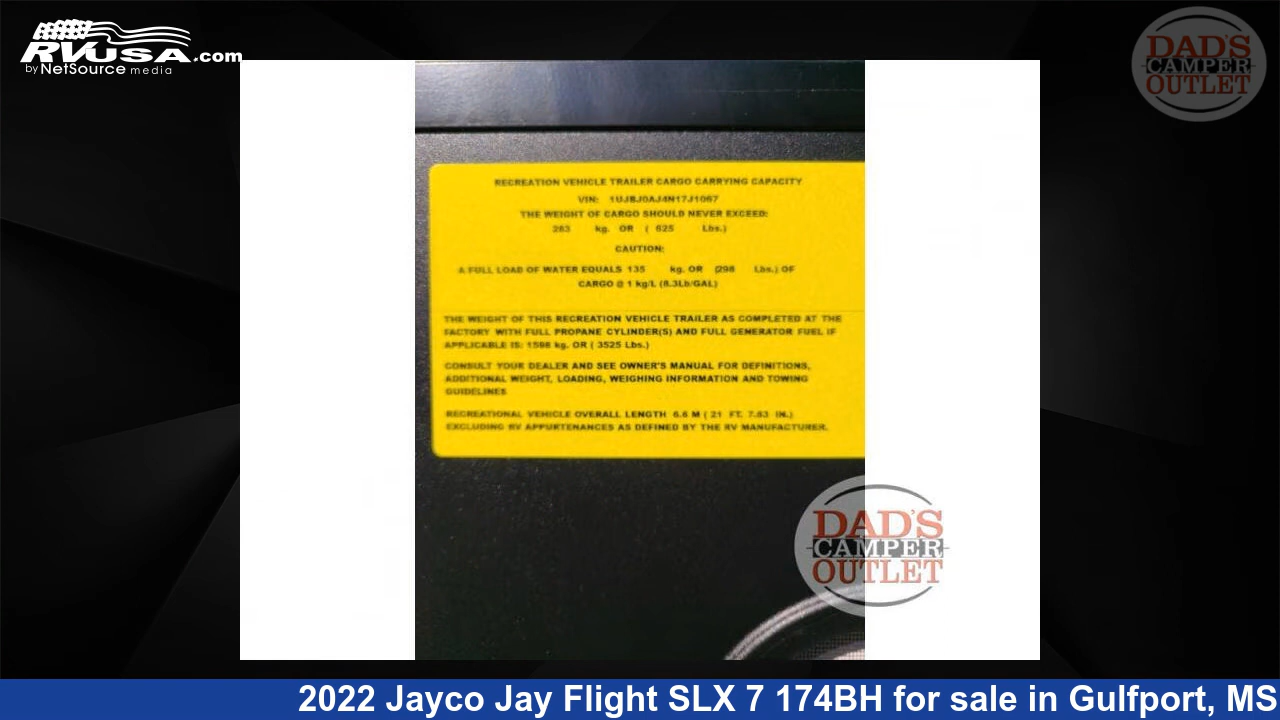 RVUSA.com
by NetSource media
DAD'S
CAMPER
OUTLET
RECREATION VEHICLE TRAILER CARGO CARRYING CAPACITY
VIN: 1UJBJ0AJ4N17J1067
THE WEIGHT OF CARGO SHOULD NEVER EXCEED:
283 kg. OR ( 625 Lbs.)
CAUTION:
A FULL LOAD OF WATER EQUALS 135 kg. OR (298 Lbs.) OF
CARGO @ 1 kg/L (8.3Lb/GAL)
THE WEIGHT OF THIS RECREATION VEHICLE TRAILER AS COMPLETED AT THE
FACTORY WITH FULL PROPANE CYLINDER(S) AND FULL GENERATOR FUEL IF
APPLICABLE IS: 1598 kg. OR ( 3525 Lbs.)
CONSULT YOUR DEALER AND SEE OWNER'S MANUAL FOR DEFINITIONS,
ADDITIONAL WEIGHT, LOADING, WEIGHING INFORMATION AND TOWING
GUIDELINES
RECREATIONAL VEHICLE OVERALL LENGTH 6.6 M ( 21 FT. 7.63 IN.)
EXCLUDING RV APPURTENANCES AS DEFINED BY THE RV MANUFACTURER.
DAD'S
CAMPER
OUTLET
2022 Jayco Jay Flight SLX 7 174BH for sale in Gulfport, MS